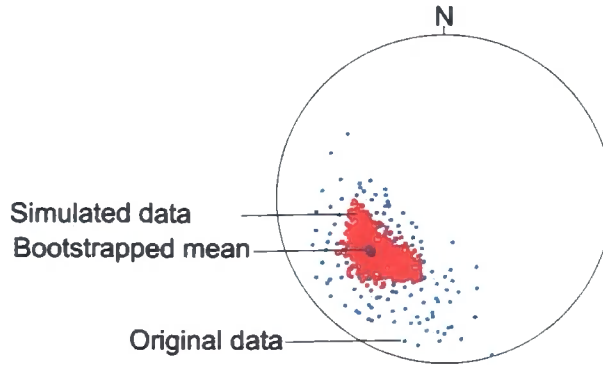 N
Simulated data
Bootstrapped mean
Original data